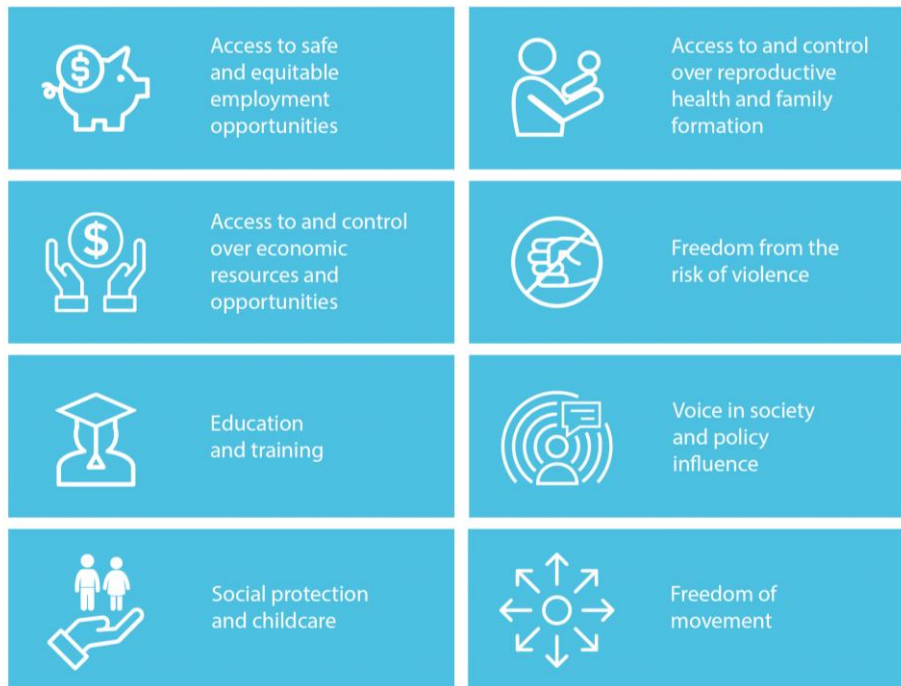 Access to safe
and equitable
employment
opportunities
Access to and control
over reproductive
health and family
formation
Access to and control
over economic
resources and
opportunities
Freedom from the
risk of violence
Education
and training
Voice in society
and policy
influence
Social protection
and childcare
Freedom of
movement